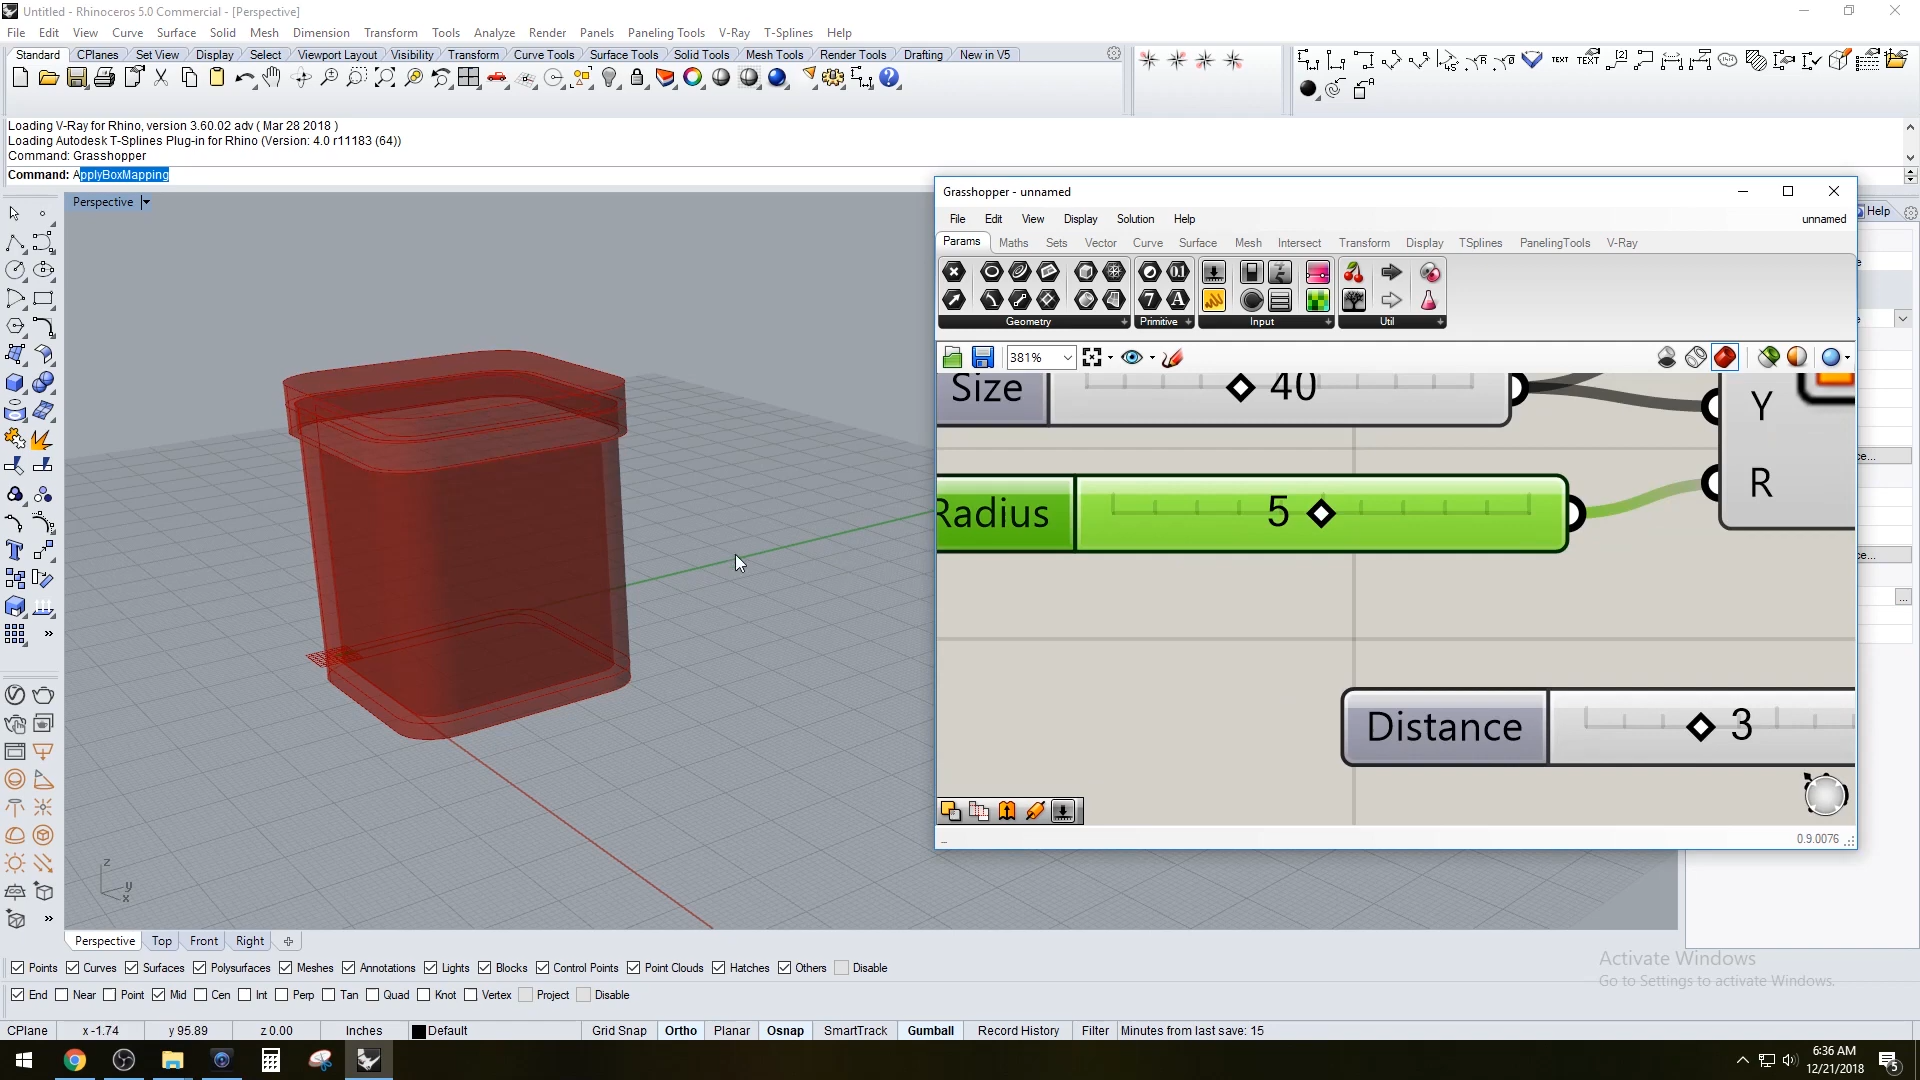 Untitled - Rhinoceros 5.0 Commercial - [Perspective]
File Edit View Curve Surface Solid Mesh Dimension Transform Tools Analyze Render Panels Paneling Tools V-Ray T-Splines Help
Standard CPlanes Set View Display Select Viewport Layout Visibility Transform Curve Tools Surface Tools Solid Tools Mesh Tools Render Tools Drafting New in V5
Loading V-Ray for Rhino, version 3.60.02 adv ( Mar 28 2018 )
Loading Autodesk T-Splines Plug-in for Rhino (Version: 4.0 r11183 (64))
Command: Grasshopper
Command: ApplyBoxMapping
Perspective
Grasshopper - unnamed
File Edit View Display Solution Help unnamed
Help
Params Maths Sets Vector Curve Surface Mesh Intersect Transform Display TSplines PanelingTools V-Ray
Geometry Primitive Input Util
381%
Size 40
Y
Radius 5
R
Distance 3
0.9.0076
z
y
x
Perspective Top Front Right
Points Curves Surfaces Polysurfaces Meshes Annotations Lights Blocks Control Points Point Clouds Hatches Others Disable
End Near Point Mid Cen Int Perp Tan Quad Knot Vertex Project Disable
Activate Windows
Go to Settings to activate Windows.
CPlane x -1.74 y 95.89 z 0.00 Inches Default Grid Snap Ortho Planar Osnap SmartTrack Gumball Record History Filter Minutes from last save: 15
6:36 AM
12/21/2018
5